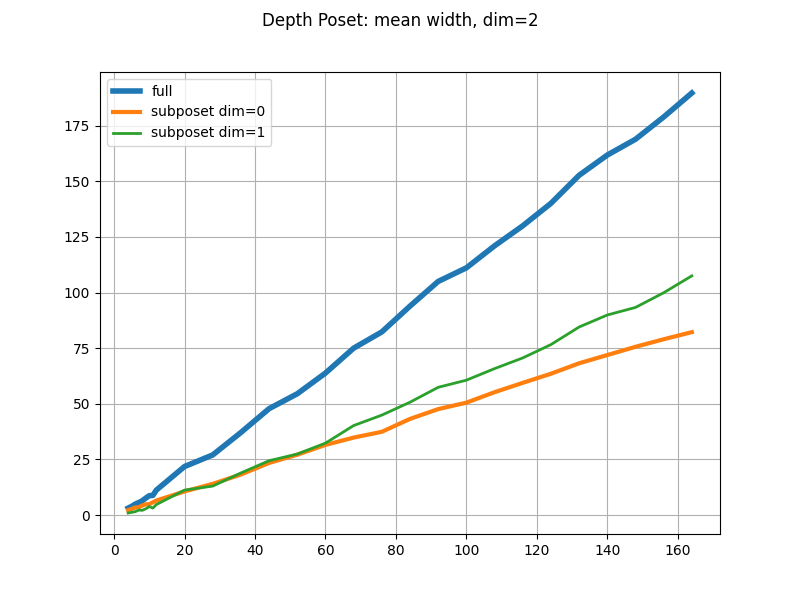 Depth Poset: mean width, dim=2
full
subposet dim=0
subposet dim=1
175
150
125
100
75
50
25
0
0 20 40 60 80 100 120 140 160